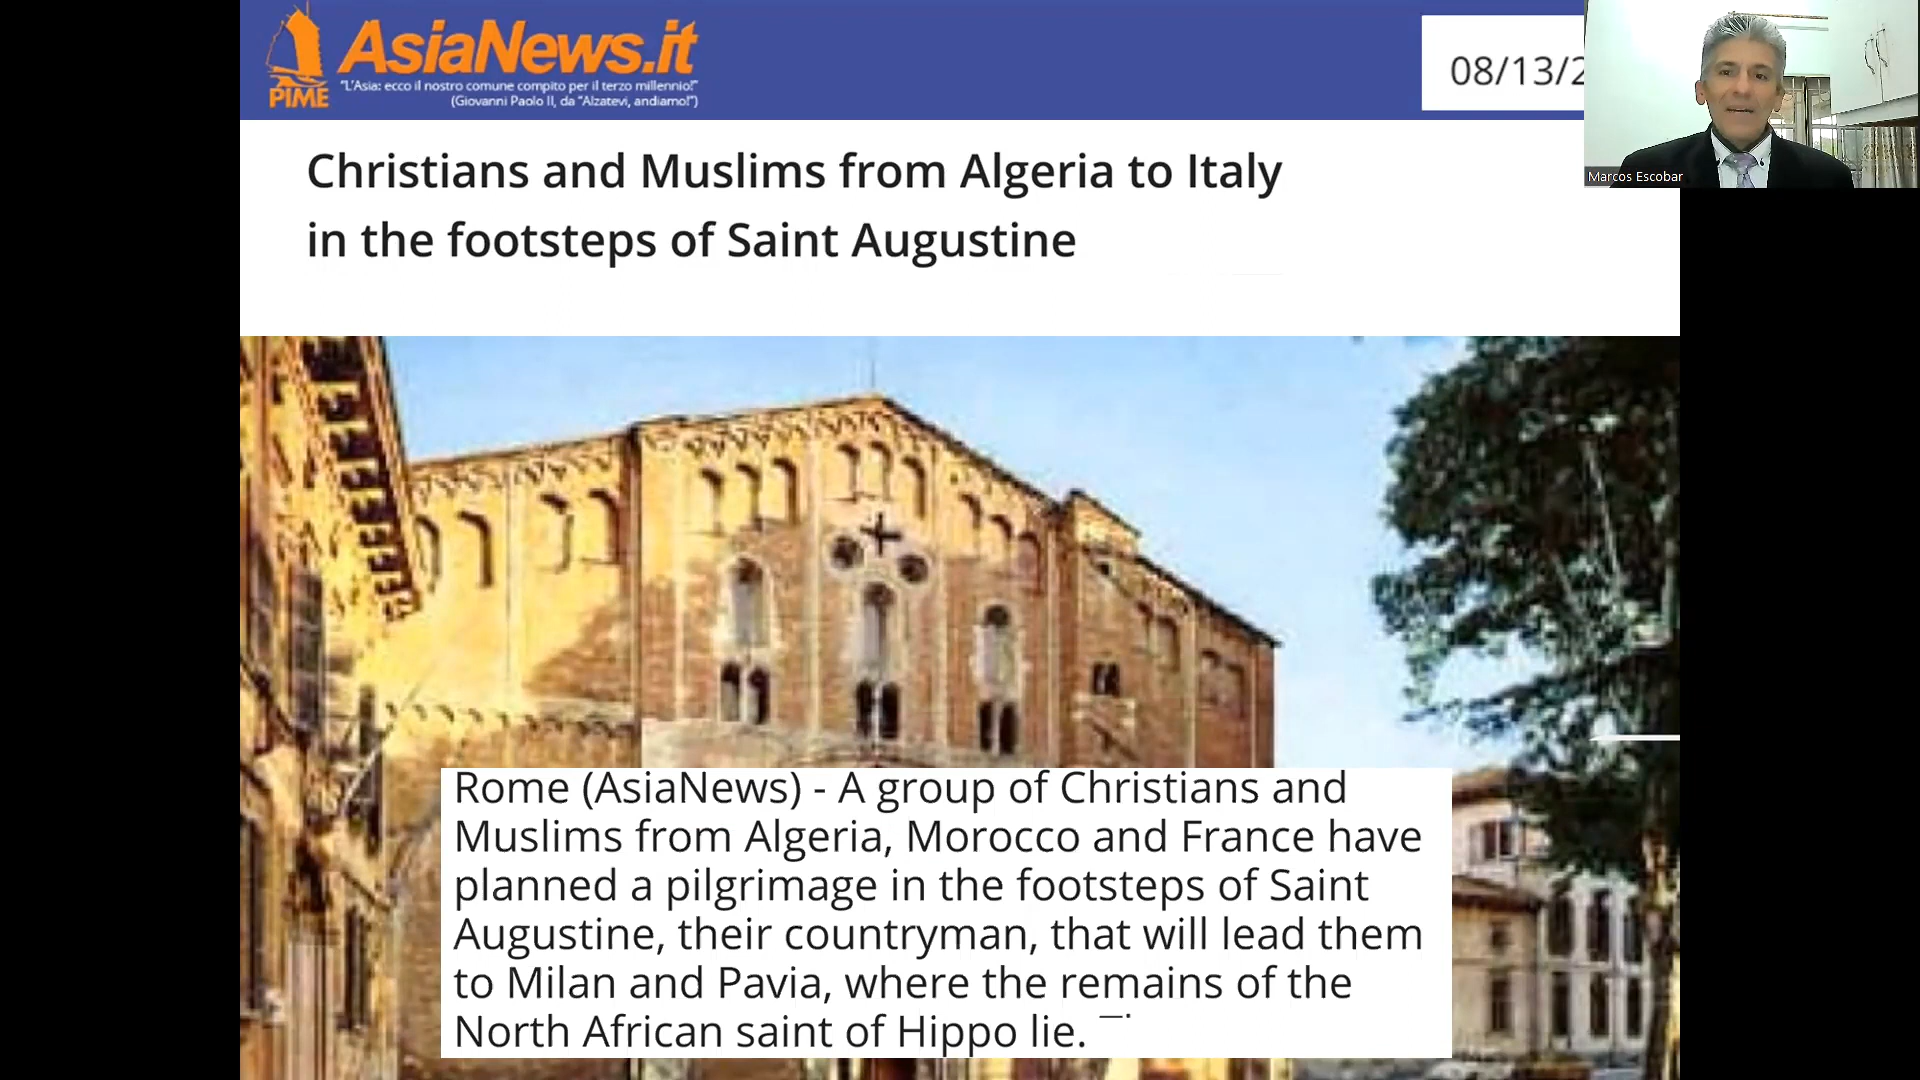 AsiaNews.it
PIME
"L'Asia: ecco il nostro comune compito per il terzo millennio!"
(Giovanni Paolo II, da "Alzatevi, andiamo!")
08/13/2
Marcos Escobar
Christians and Muslims from Algeria to Italy
in the footsteps of Saint Augustine
Rome (AsiaNews) - A group of Christians and
Muslims from Algeria, Morocco and France have
planned a pilgrimage in the footsteps of Saint
Augustine, their countryman, that will lead them
to Milan and Pavia, where the remains of the
North African saint of Hippo lie.